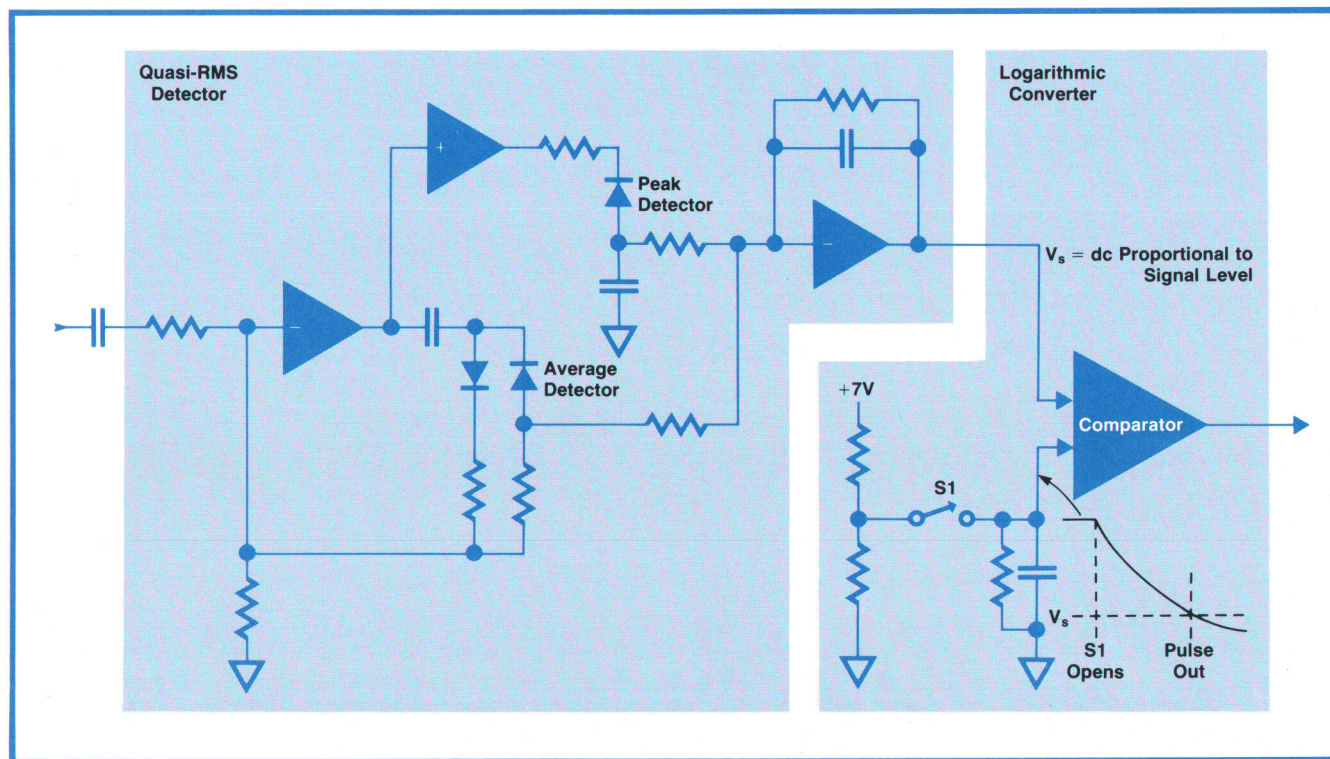 Quasi-RMS
Detector
Logarithmic
Converter
+
Peak
Detector
−
Vs = dc Proportional to
Signal Level
−
Average
Detector
+7V
Comparator
S1
Vs
S1
Opens
Pulse
Out